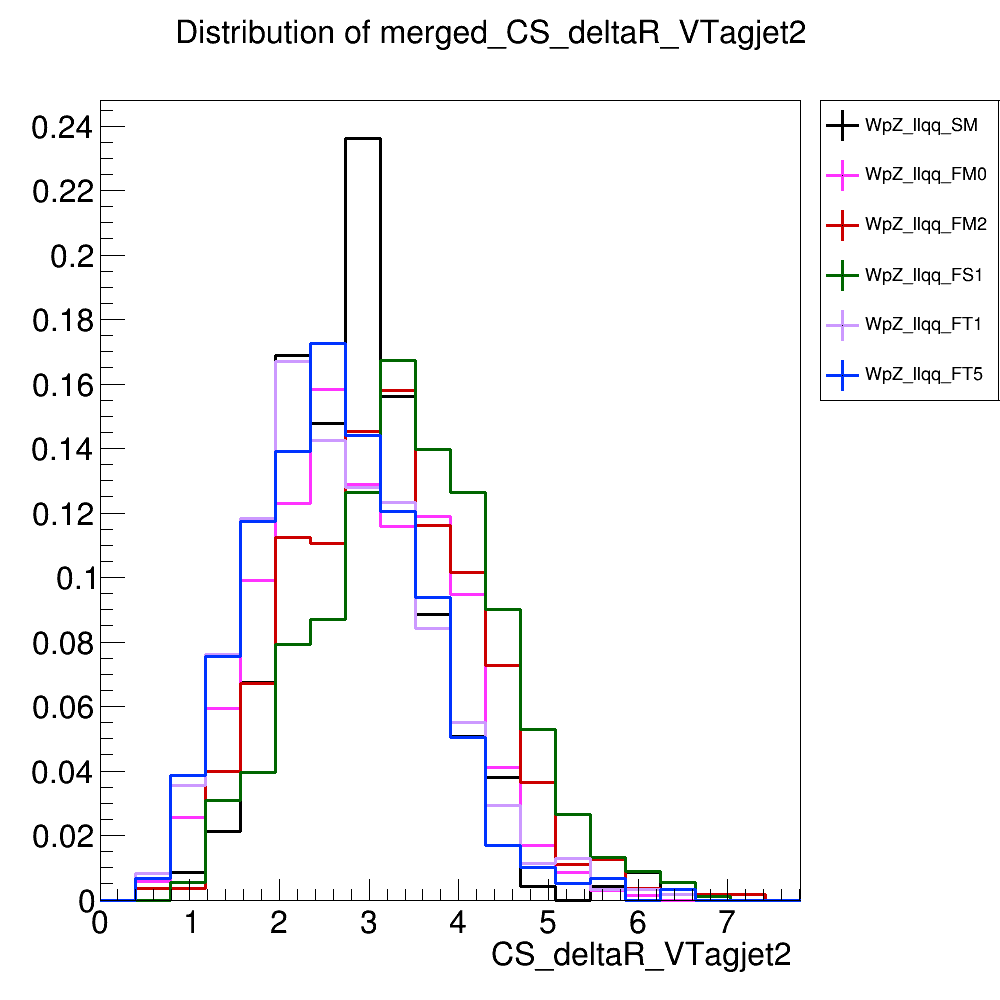 Distribution of merged_CS_deltaR_VTagjet2
0.24
0.22
0.2
0.18
0.16
0.14
0.12
0.1
0.08
0.06
0.04
0.02
0
0 1 2 3 4 5 6 7
CS_deltaR_VTagjet2
WpZ_llqq_SM
WpZ_llqq_FM0
WpZ_llqq_FM2
WpZ_llqq_FS1
WpZ_llqq_FT1
WpZ_llqq_FT5